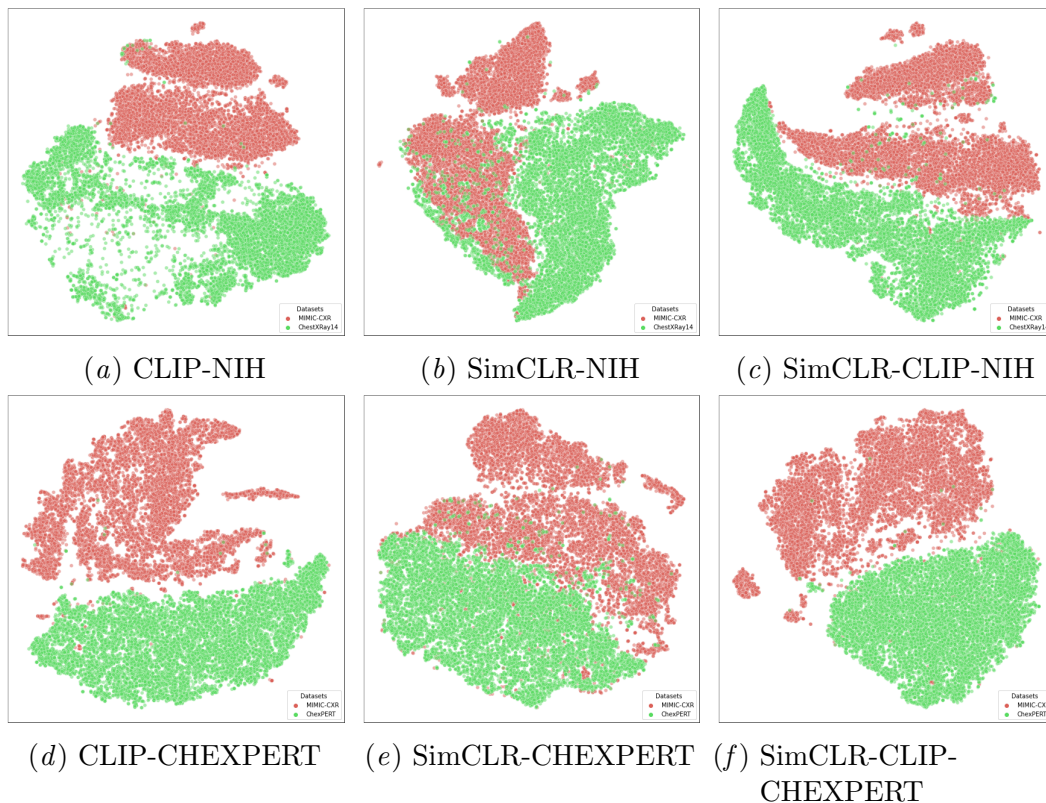 Datasets
MIMIC-CXR
ChestXRay14
Datasets
MIMIC-CXR
ChestXRay14
Datasets
MIMIC-CXR
ChestXRay14
(a) CLIP-NIH
(b) SimCLR-NIH
(c) SimCLR-CLIP-NIH
Datasets
MIMIC-CXR
ChexPERT
Datasets
MIMIC-CXR
ChexPERT
Datasets
MIMIC-CXR
ChexPERT
(d) CLIP-CHEXPERT
(e) SimCLR-CHEXPERT
(f) SimCLR-CLIP-
CHEXPERT